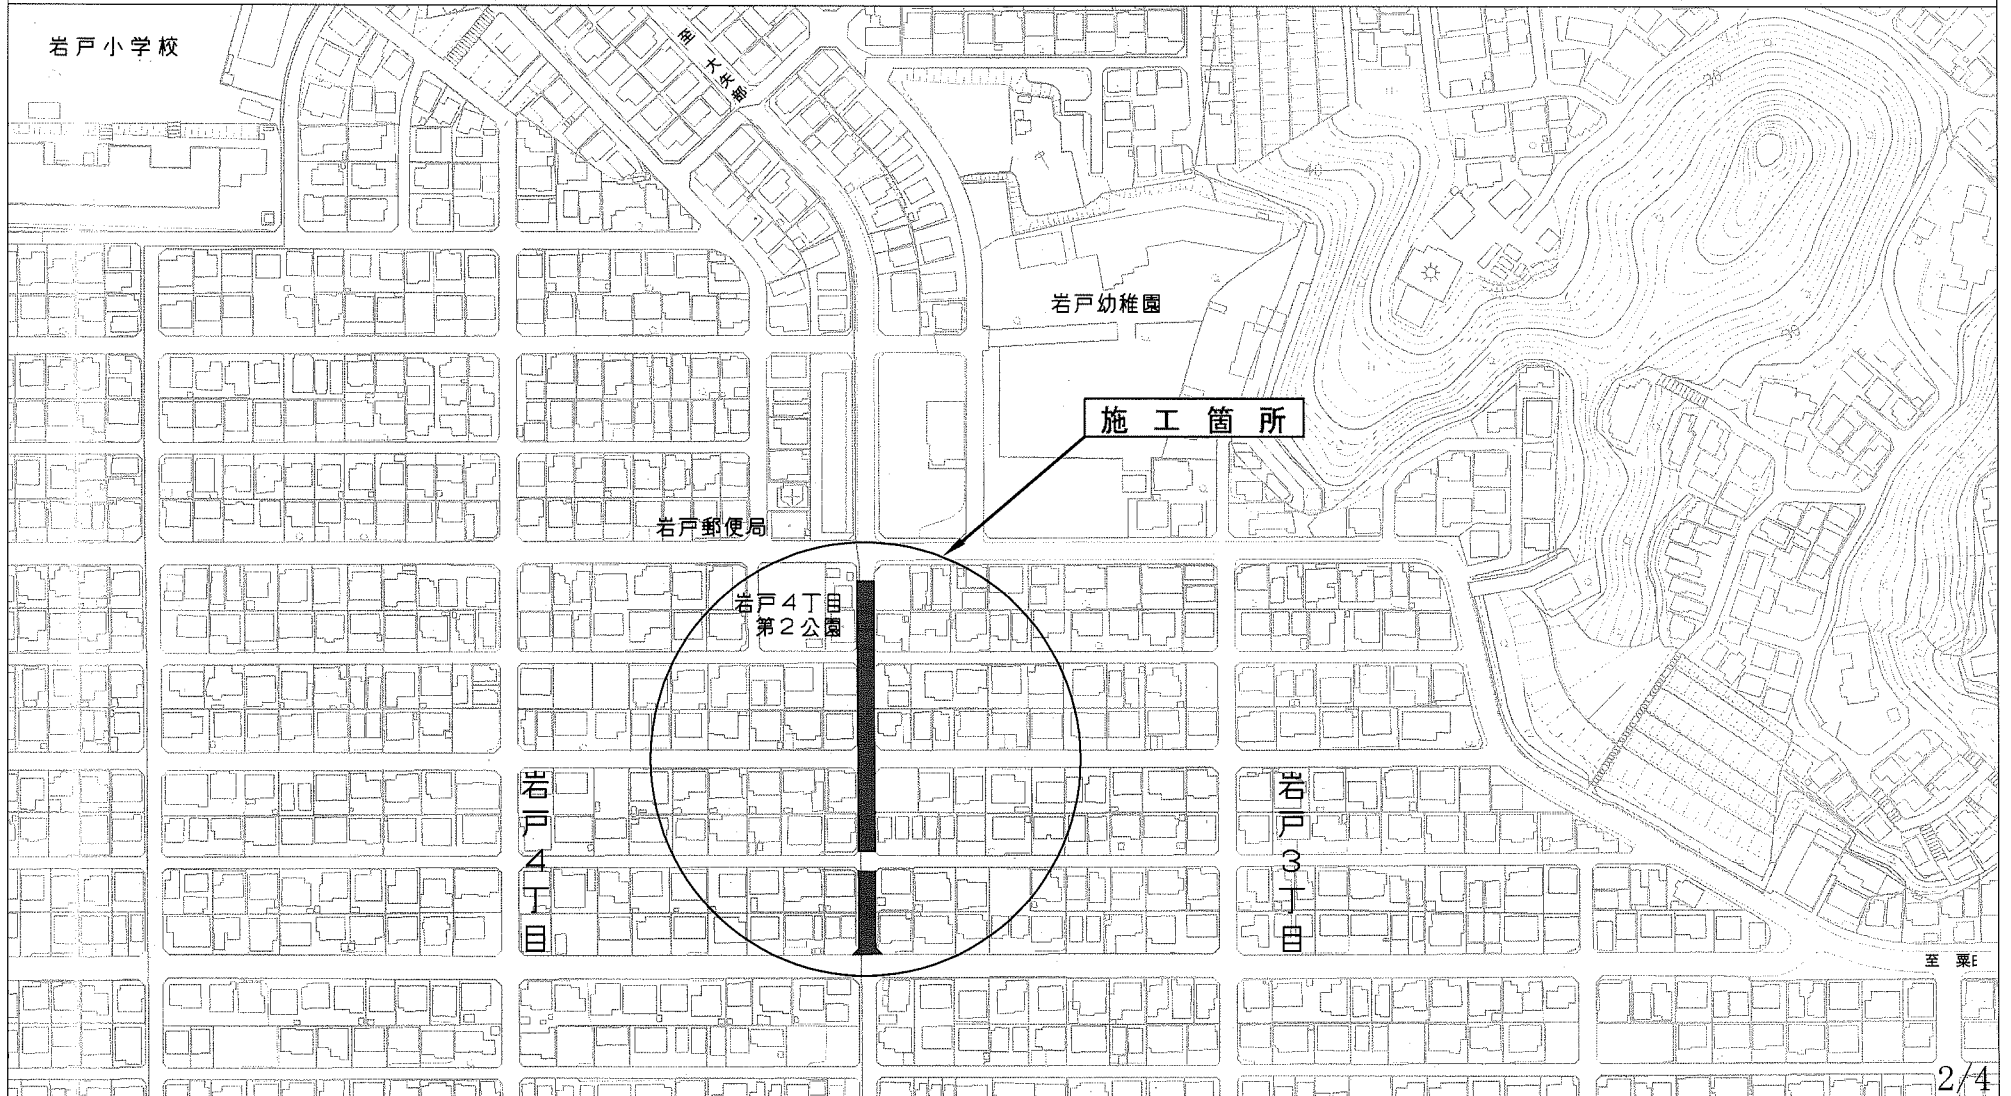 岩戸小学校
至 大矢部
岩戸幼稚園
施工箇所
岩戸郵便局
岩戸4丁目
第2公園
岩戸4丁目
岩戸3丁目
至 粟
2/4